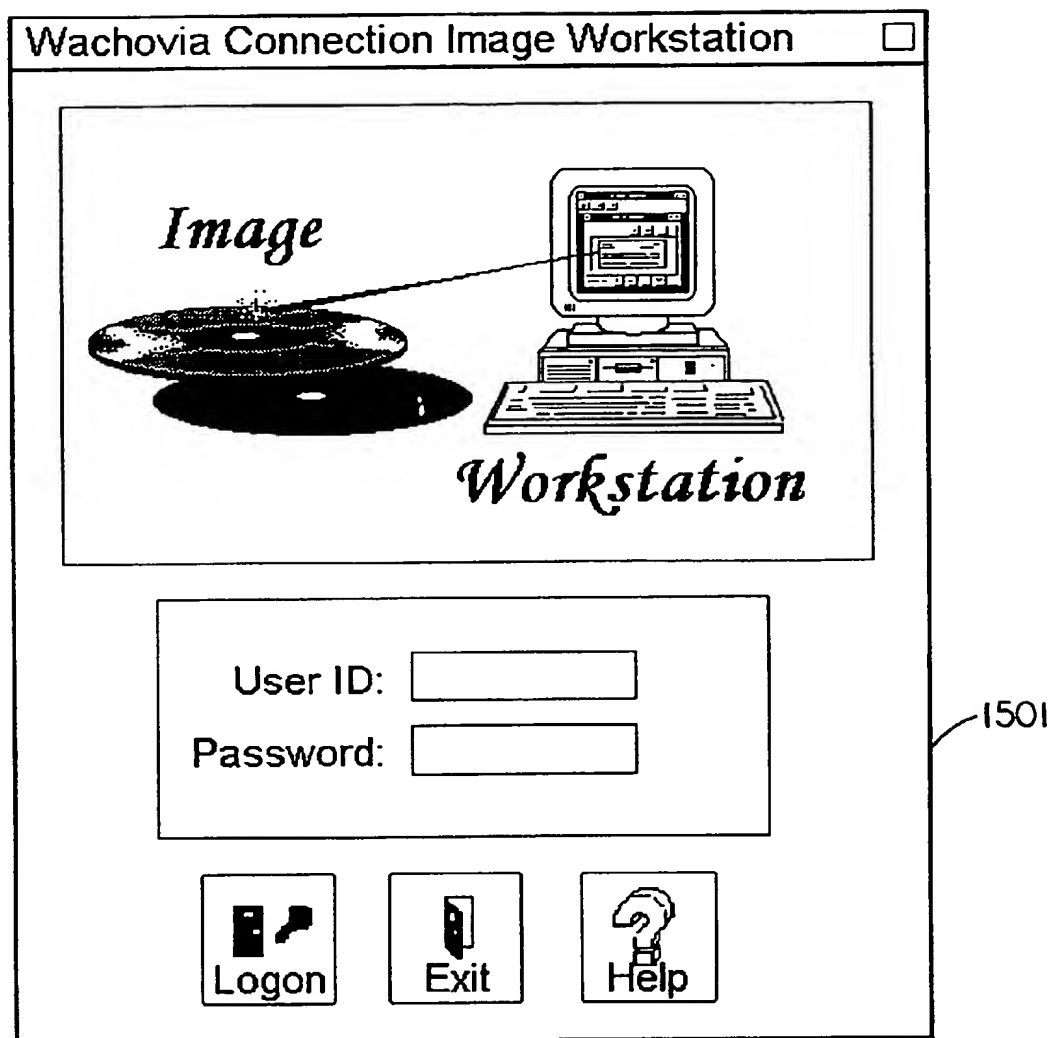 Wachovia Connection Image Workstation
Image
Workstation
User ID:
Password:
1501
Logon
Exit
Help